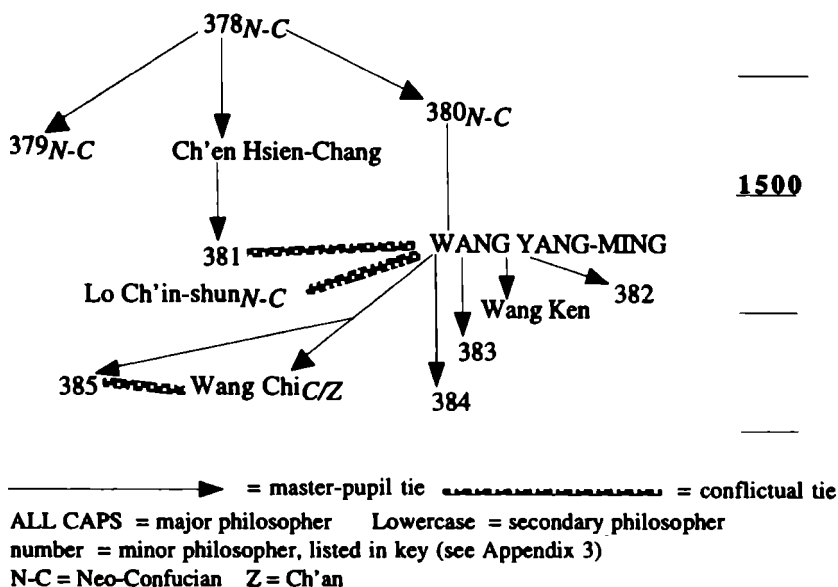 378N-C
380N-C
379N-C
Ch'en Hsien-Chang
1500
381
WANG YANG-MING
Lo Ch'in-shunN-C
382
Wang Ken
383
385
Wang ChiC/Z
384
= master-pupil tie
= conflictual tie
ALL CAPS = major philosopher Lowercase = secondary philosopher
number = minor philosopher, listed in key (see Appendix 3)
N-C = Neo-Confucian Z = Ch'an